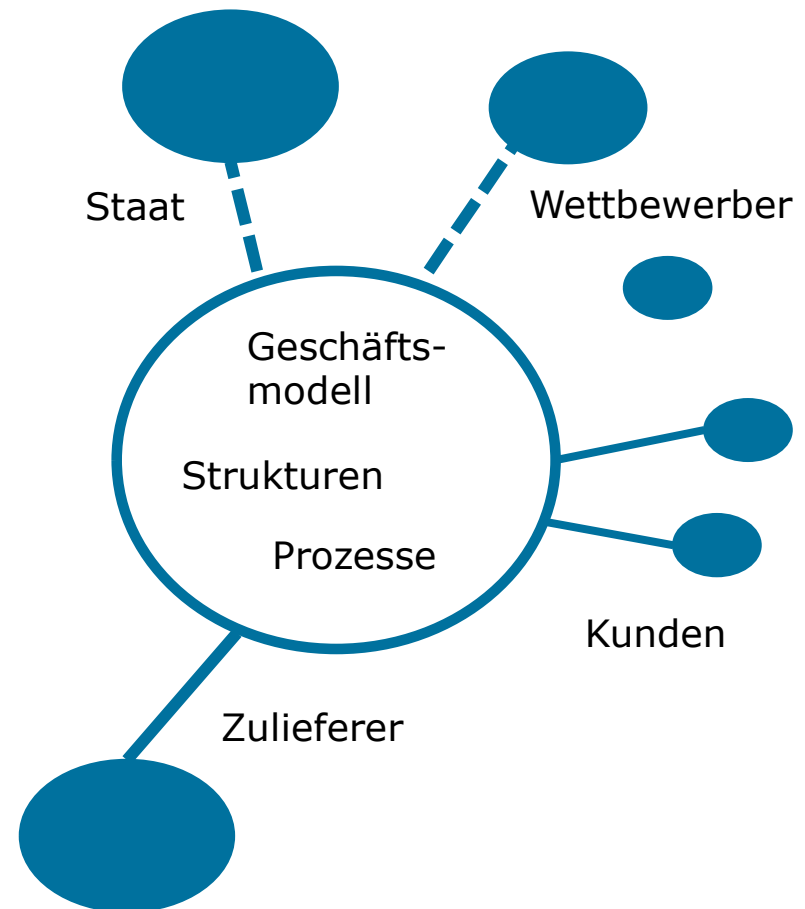 Staat
Wettbewerber
Geschäfts-
modell
Strukturen
Prozesse
Kunden
Zulieferer